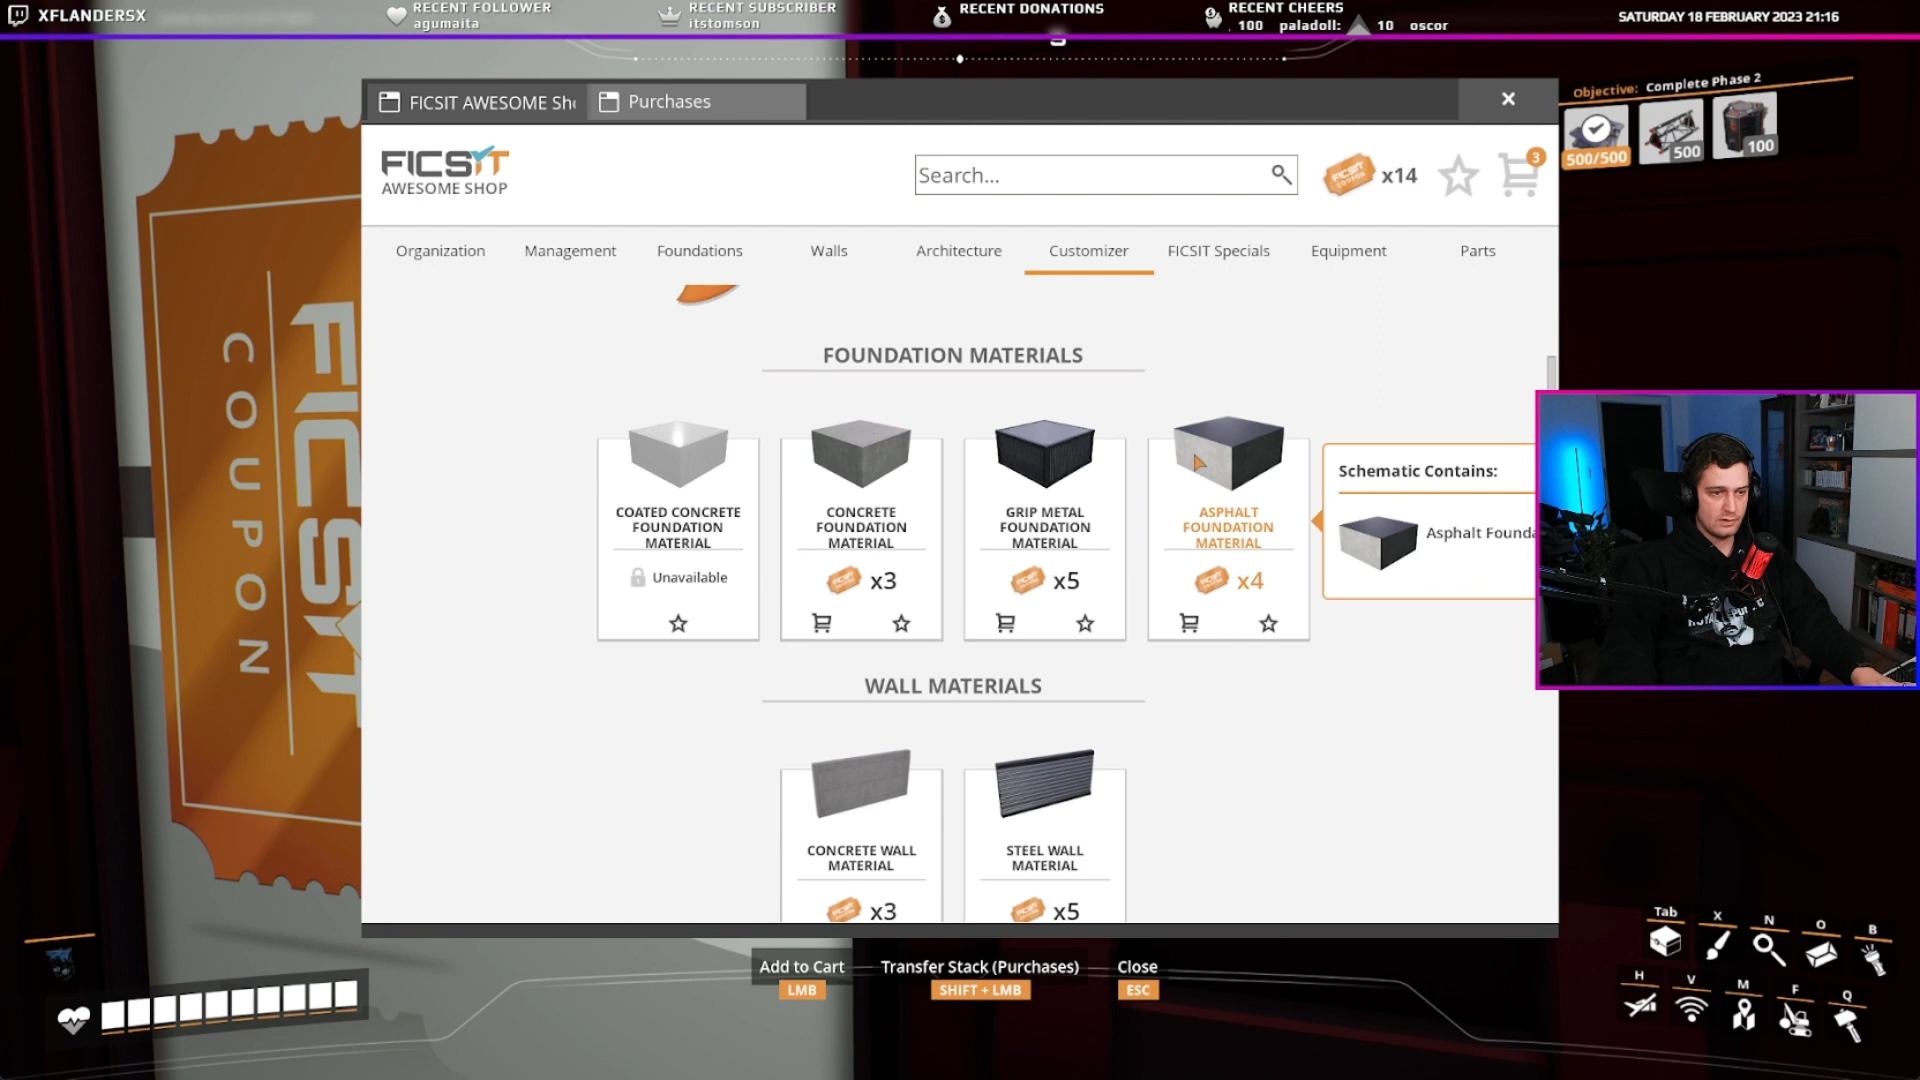 XFLANDERSX
RECENT FOLLOWER
agumaita
RECENT SUBSCRIBER
itstomson
RECENT DONATIONS
RECENT CHEERS
100 paladoll: 10 oscor
SATURDAY 18 FEBRUARY 2023 21:16
FICSIT AWESOME Sho
Purchases
Objective: Complete Phase 2
500/500
500
100
FICSIT
AWESOME SHOP
Search...
FICSIT COUPON
x14
3
Organization
Management
Foundations
Walls
Architecture
Customizer
FICSIT Specials
Equipment
Parts
FICSIT
COUPON
FOUNDATION MATERIALS
COATED CONCRETE
FOUNDATION
MATERIAL
Unavailable
CONCRETE
FOUNDATION
MATERIAL
x3
GRIP METAL
FOUNDATION
MATERIAL
x5
ASPHALT
FOUNDATION
MATERIAL
x4
Schematic Contains:
Asphalt Founda
WALL MATERIALS
CONCRETE WALL
MATERIAL
x3
STEEL WALL
MATERIAL
x5
Add to Cart
LMB
Transfer Stack (Purchases)
SHIFT + LMB
Close
ESC
Tab
X
N
O
B
H
V
M
F
Q